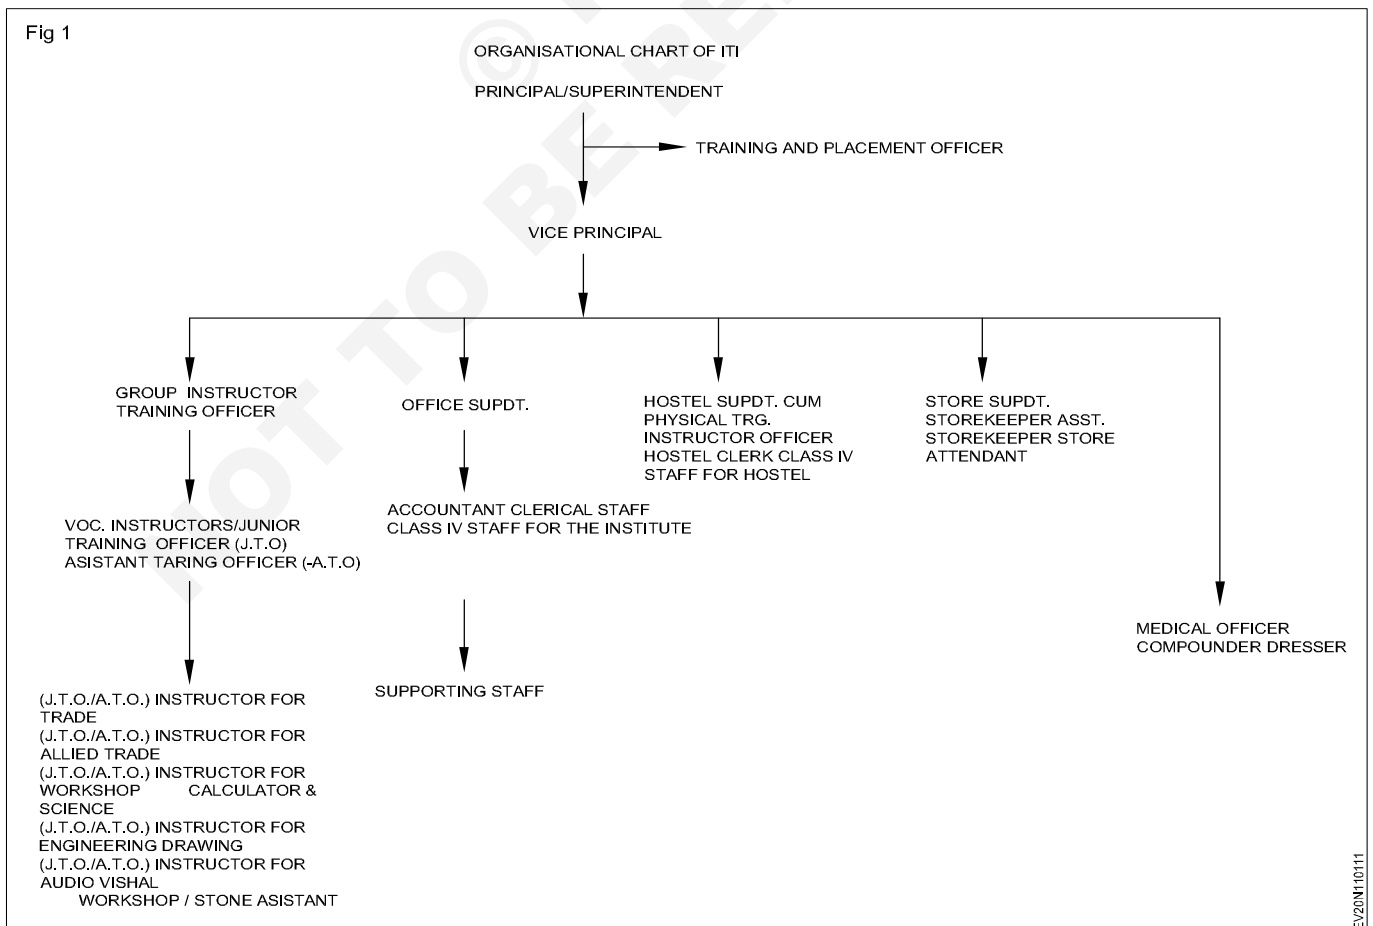 Fig 1
ORGANISATIONAL CHART OF ITI
PRINCIPAL/SUPERINTENDENT
TRAINING AND PLACEMENT OFFICER
VICE PRINCIPAL
GROUP INSTRUCTOR
TRAINING OFFICER
OFFICE SUPDT.
HOSTEL SUPDT. CUM
PHYSICAL TRG.
INSTRUCTOR OFFICER
HOSTEL CLERK CLASS IV
STAFF FOR HOSTEL
STORE SUPDT.
STOREKEEPER ASST.
STOREKEEPER STORE
ATTENDANT
VOC. INSTRUCTORS/JUNIOR
TRAINING OFFICER (J.T.O)
ASISTANT TARING OFFICER (-A.T.O)
ACCOUNTANT CLERICAL STAFF
CLASS IV STAFF FOR THE INSTITUTE
MEDICAL OFFICER
COMPOUNDER DRESSER
(J.T.O./A.T.O.) INSTRUCTOR FOR
TRADE
(J.T.O./A.T.O.) INSTRUCTOR FOR
ALLIED TRADE
(J.T.O./A.T.O.) INSTRUCTOR FOR
WORKSHOP CALCULATOR &
SCIENCE
(J.T.O./A.T.O.) INSTRUCTOR FOR
ENGINEERING DRAWING
(J.T.O./A.T.O.) INSTRUCTOR FOR
AUDIO VISHAL
WORKSHOP / STONE ASISTANT
SUPPORTING STAFF
EV20N110111
©
NOT TO BE